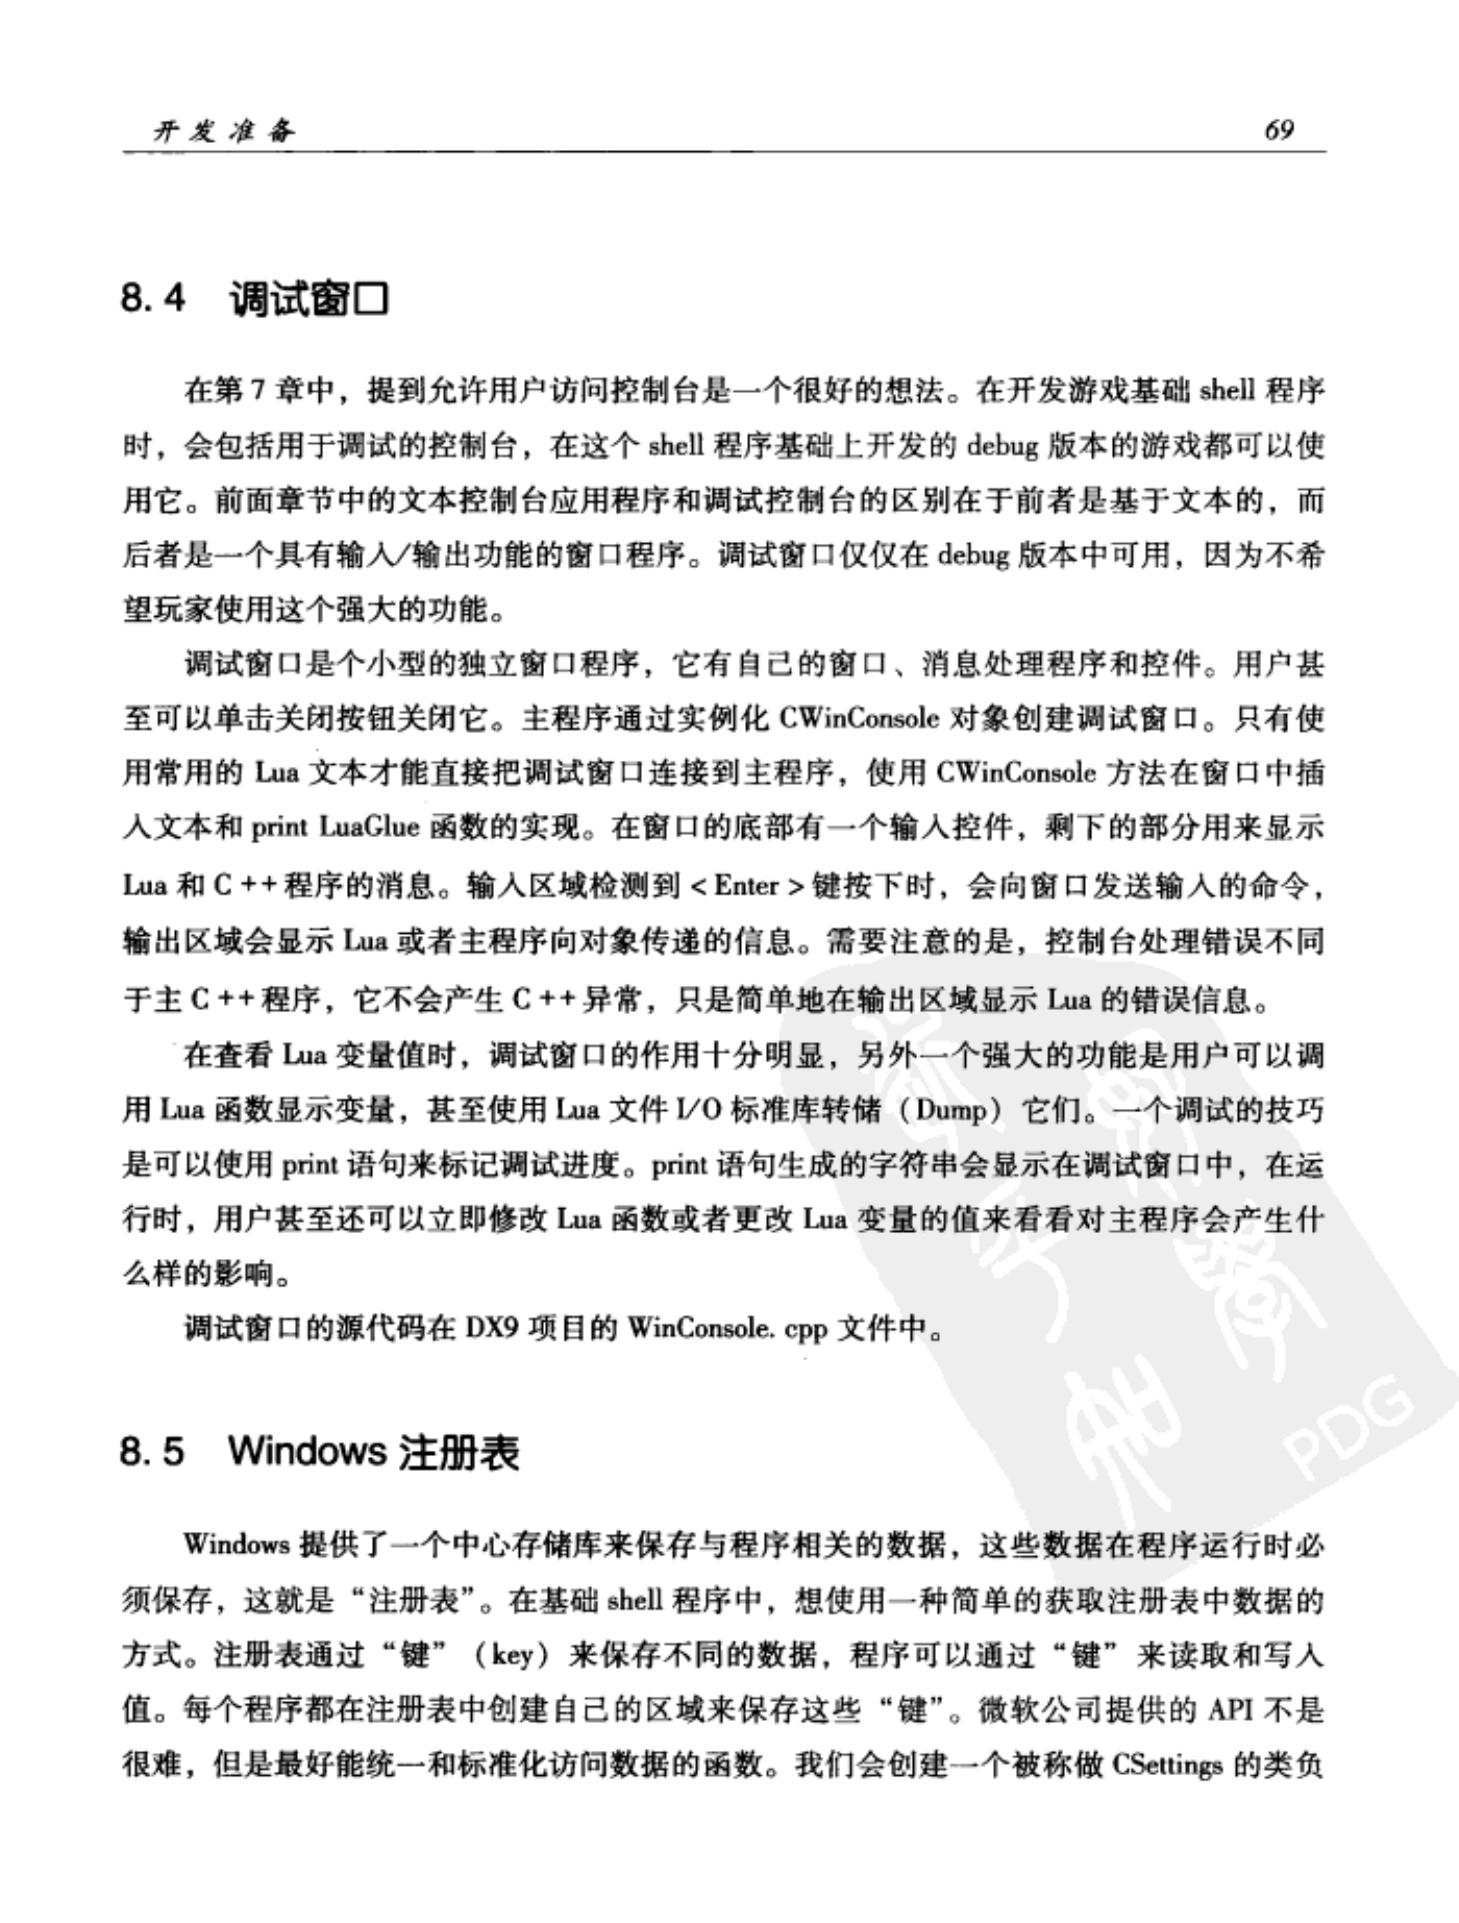 开发准备 69
8.4 调试窗口
在第 7 章中，提到允许用户访问控制台是一个很好的想法。在开发游戏基础 shell 程序
时，会包括用于调试的控制台，在这个 shell 程序基础上开发的 debug 版本的游戏都可以使
用它。前面章节中的文本控制台应用程序和调试控制台的区别在于前者是基于文本的，而
后者是一个具有输入/输出功能的窗口程序。调试窗口仅仅在 debug 版本中可用，因为不希
望玩家使用这个强大的功能。
调试窗口是个小型的独立窗口程序，它有自己的窗口、消息处理程序和控件。用户甚
至可以单击关闭按钮关闭它。主程序通过实例化 CWinConsole 对象创建调试窗口。只有使
用常用的 Lua 文本才能直接把调试窗口连接到主程序，使用 CWinConsole 方法在窗口中插
入文本和 print LuaGlue 函数的实现。在窗口的底部有一个输入控件，剩下的部分用来显示
Lua 和 C ++ 程序的消息。输入区域检测到 < Enter > 键按下时，会向窗口发送输入的命令，
输出区域会显示 Lua 或者主程序向对象传递的信息。需要注意的是，控制台处理错误不同
于主 C ++ 程序，它不会产生 C ++ 异常，只是简单地在输出区域显示 Lua 的错误信息。
在查看 Lua 变量值时，调试窗口的作用十分明显，另外一个强大的功能是用户可以调
用 Lua 函数显示变量，甚至使用 Lua 文件 I/O 标准库转储（Dump）它们。一个调试的技巧
是可以使用 print 语句来标记调试进度。print 语句生成的字符串会显示在调试窗口中，在运
行时，用户甚至还可以立即修改 Lua 函数或者更改 Lua 变量的值来看看对主程序会产生什
么样的影响。
调试窗口的源代码在 DX9 项目的 WinConsole. cpp 文件中。
8.5 Windows 注册表
Windows 提供了一个中心存储库来保存与程序相关的数据，这些数据在程序运行时必
须保存，这就是“注册表”。在基础 shell 程序中，想使用一种简单的获取注册表中数据的
方式。注册表通过“键”（key）来保存不同的数据，程序可以通过“键”来读取和写入
值。每个程序都在注册表中创建自己的区域来保存这些“键”。微软公司提供的 API 不是
很难，但是最好能统一和标准化访问数据的函数。我们会创建一个被称做 CSettings 的类负
PDG